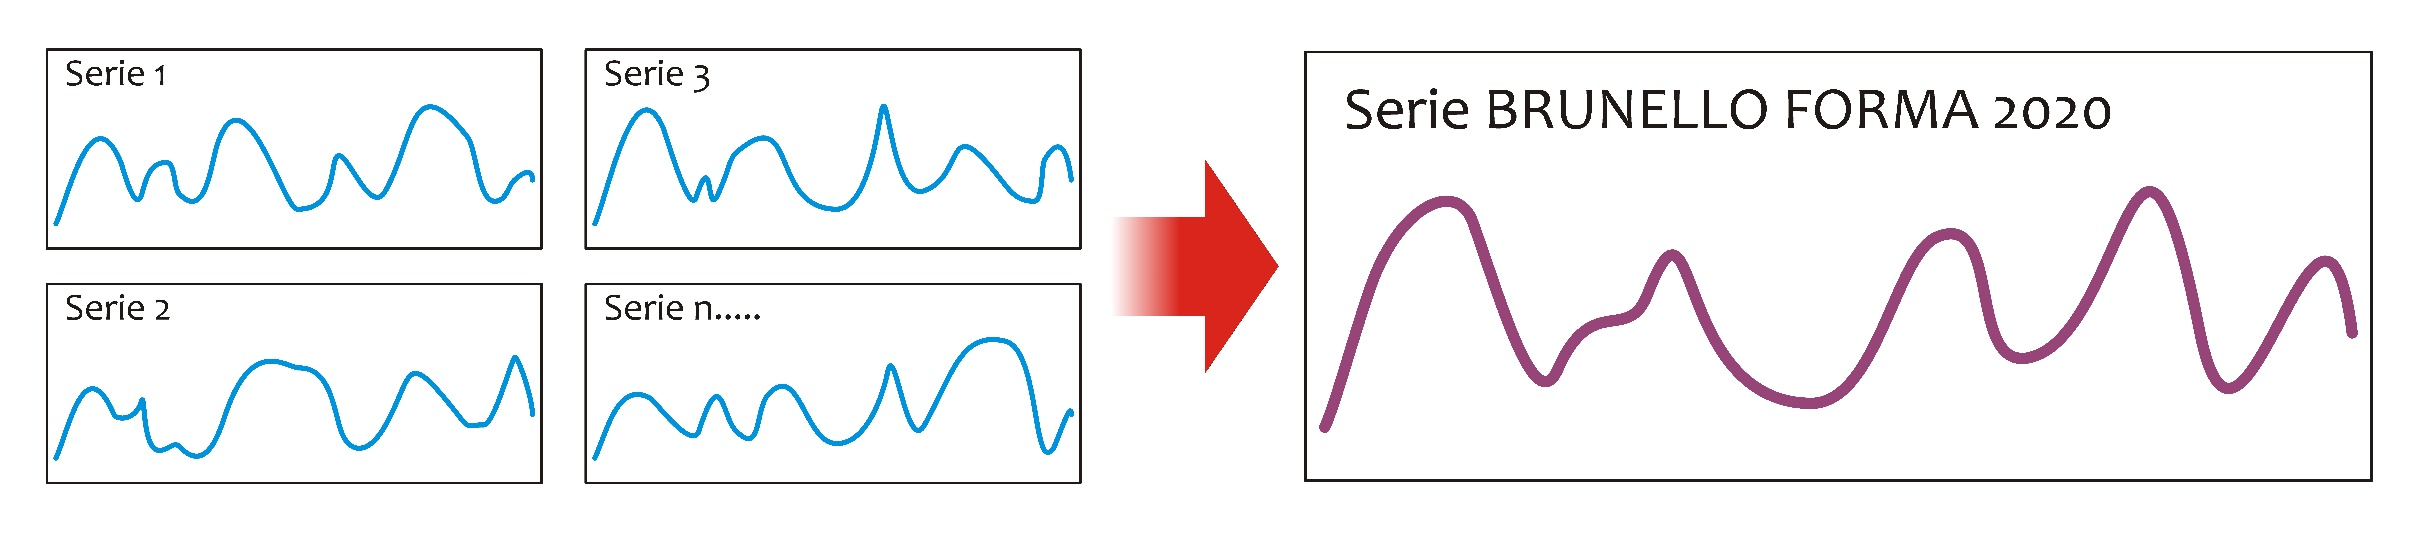 Serie 1
Serie 3
Serie 2
Serie n.....
Serie BRUNELLO FORMA 2020